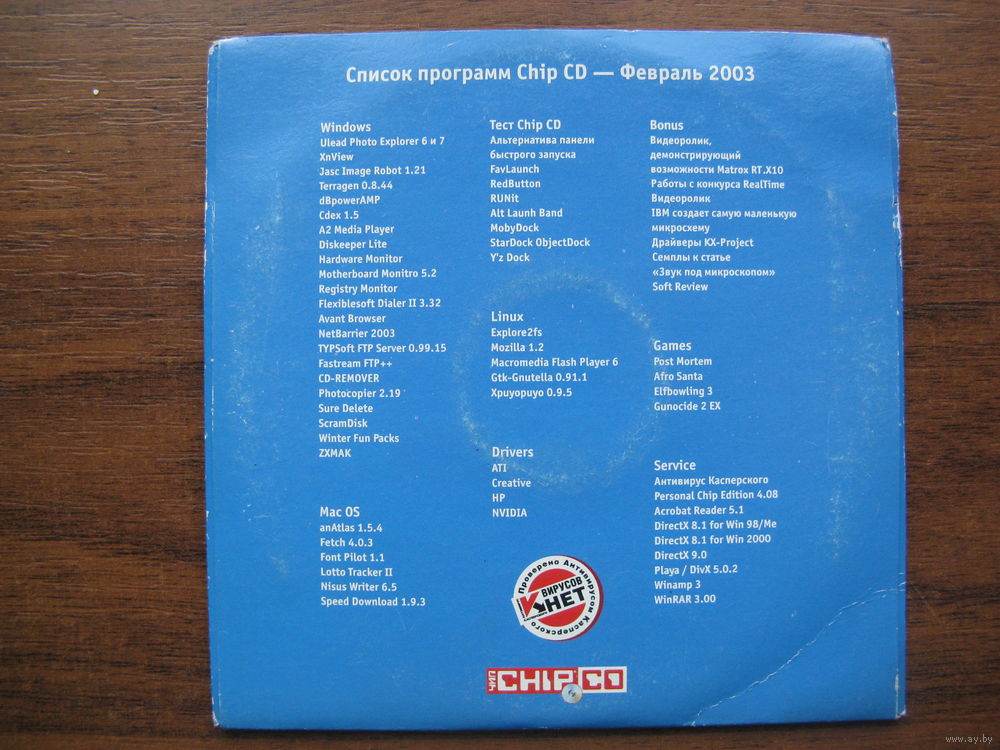 Список программ Chip CD — Февраль 2003
Windows
Ulead Photo Explorer 6 и 7
XnView
Jasc Image Robot 1.21
Terragen 0.8.44
dBpowerAMP
Cdex 1.5
A2 Media Player
Diskeeper Lite
Hardware Monitor
Motherboard Monitro 5.2
Registry Monitor
Flexiblesoft Dialer II 3.32
Avant Browser
NetBarrier 2003
TYPSoft FTP Server 0.99.15
Fastream FTP++
CD-REMOVER
Photocopier 2.19
Sure Delete
ScramDisk
Winter Fun Packs
ZXMAK
Mac OS
anAtlas 1.5.4
Fetch 4.0.3
Font Pilot 1.1
Lotto Tracker II
Nisus Writer 6.5
Speed Download 1.9.3
Тест Chip CD
Альтернатива панели
быстрого запуска
FavLaunch
RedButton
RUNit
Alt Launh Band
MobyDock
StarDock ObjectDock
Y'z Dock
Linux
Explore2fs
Mozilla 1.2
Macromedia Flash Player 6
Gtk-Gnutella 0.91.1
Xpuyopuyo 0.9.5
Drivers
ATI
Creative
HP
NVIDIA
Bonus
Видеоролик,
демонстрирующий
возможности Matrox RT.X10
Работы с конкурса RealTime
Видеоролик
IBM создает самую маленькую
микросхему
Драйверы KX-Project
Семплы к статье
«Звук под микроскопом»
Soft Review
Games
Post Mortem
Afro Santa
Elfbowling 3
Gunocide 2 EX
Service
Антивирус Касперского
Personal Chip Edition 4.08
Acrobat Reader 5.1
DirectX 8.1 for Win 98/Me
DirectX 8.1 for Win 2000
DirectX 9.0
Playa / DivX 5.0.2
Winamp 3
WinRAR 3.00
Проверено Антивирусом
Касперского
ВИРУСОВ
НЕТ
ЧИП CHIP CD
www.ay.by